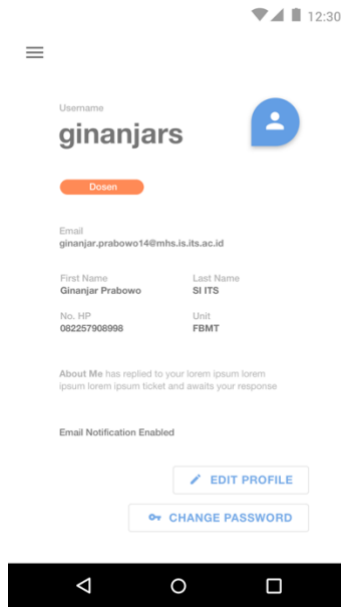 12:30
Username
ginanjars
Dosen
Email
ginanjar.prabowo14@mhs.is.its.ac.id
First Name
Last Name
Ginanjar Prabowo
SI ITS
No. HP
Unit
082257908998
FBMT
About Me has replied to your lorem ipsum lorem
ipsum lorem ipsum ticket and awaits your response
Email Notification Enabled
EDIT PROFILE
CHANGE PASSWORD